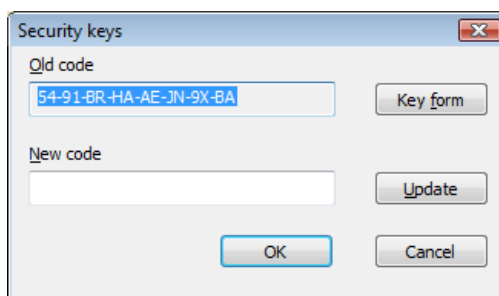 Security keys
Old code
54-91-BR-HA-AE-JN-9X-BA
Key form
New code
Update
OK
Cancel